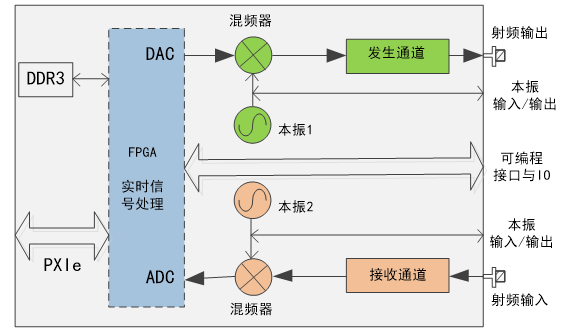 混频器
射频输出
DAC
发生通道
DDR3
本振
输入/输出
本振1
FPGA
可编程
接口与IO
实时信
号处理
本振2
本振
输入/输出
PXIe
ADC
接收通道
射频输入
混频器